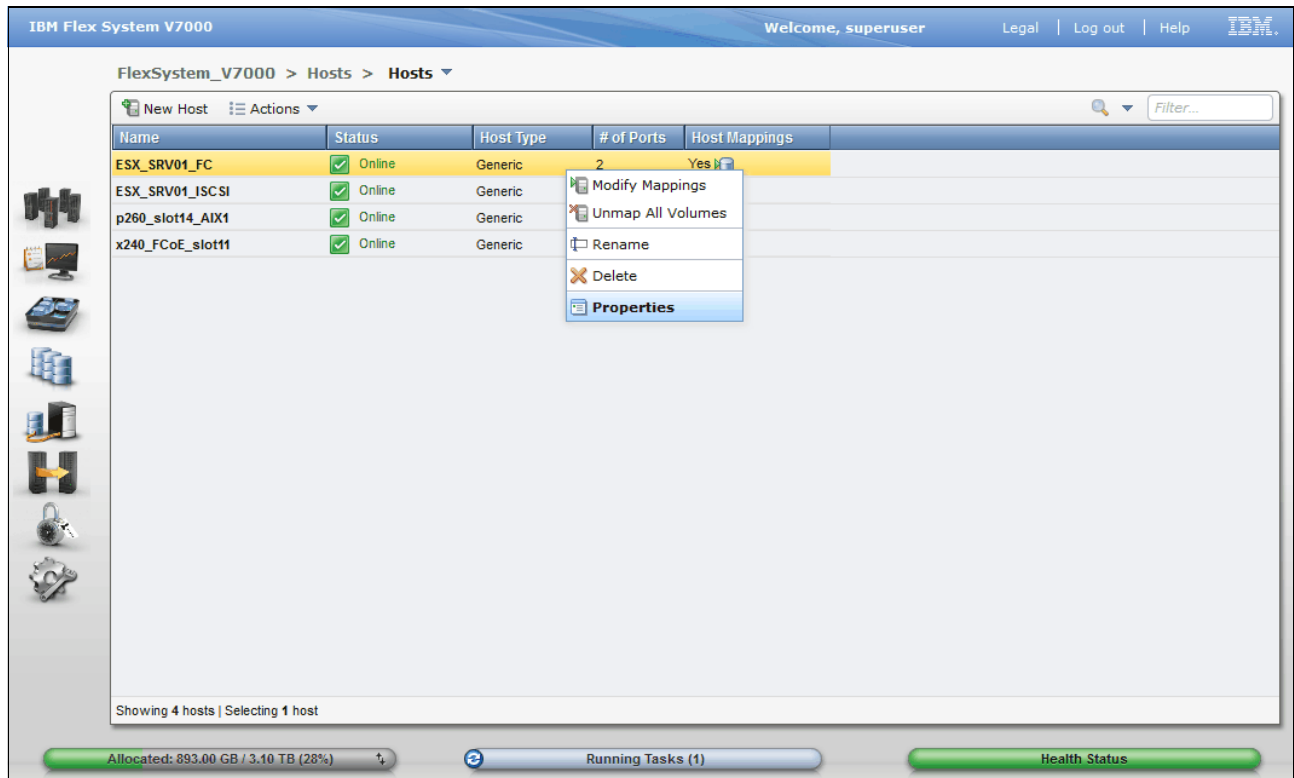 IBM Flex System V7000
Welcome, superuser
Legal | Log out | Help
IBM.
FlexSystem_V7000 > Hosts > Hosts
New Host Actions
Filter...
Name Status Host Type # of Ports Host Mappings
ESX_SRV01_FC Online Generic 2 Yes
ESX_SRV01_ISCSI Online Generic
p260_slot14_AIX1 Online Generic
x240_FCoE_slot11 Online Generic
Modify Mappings
Unmap All Volumes
Rename
Delete
Properties
Showing 4 hosts | Selecting 1 host
Allocated: 893.00 GB / 3.10 TB (28%)
Running Tasks (1)
Health Status